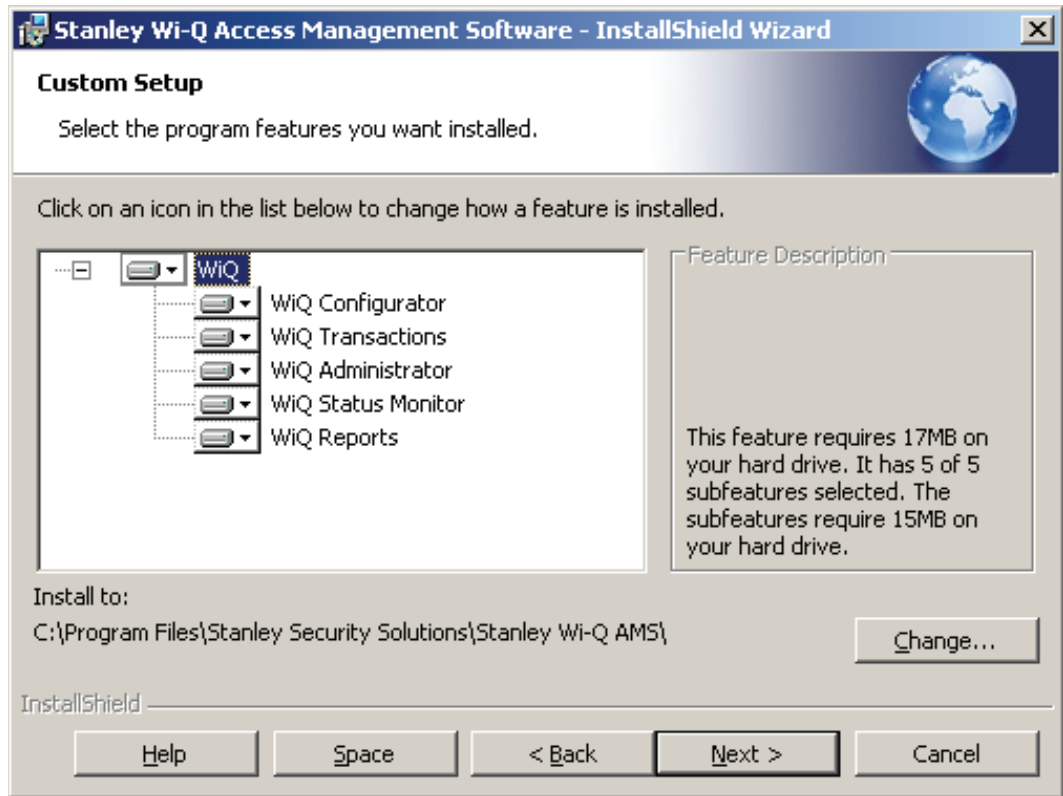 Stanley Wi-Q Access Management Software - InstallShield Wizard
Custom Setup
Select the program features you want installed.
Click on an icon in the list below to change how a feature is installed.
WiQ
WiQ Configurator
WiQ Transactions
WiQ Administrator
WiQ Status Monitor
WiQ Reports
Feature Description
This feature requires 17MB on
your hard drive. It has 5 of 5
subfeatures selected. The
subfeatures require 15MB on
your hard drive.
Install to:
C:\Program Files\Stanley Security Solutions\Stanley Wi-Q AMS\
Change...
InstallShield
Help
Space
< Back
Next >
Cancel